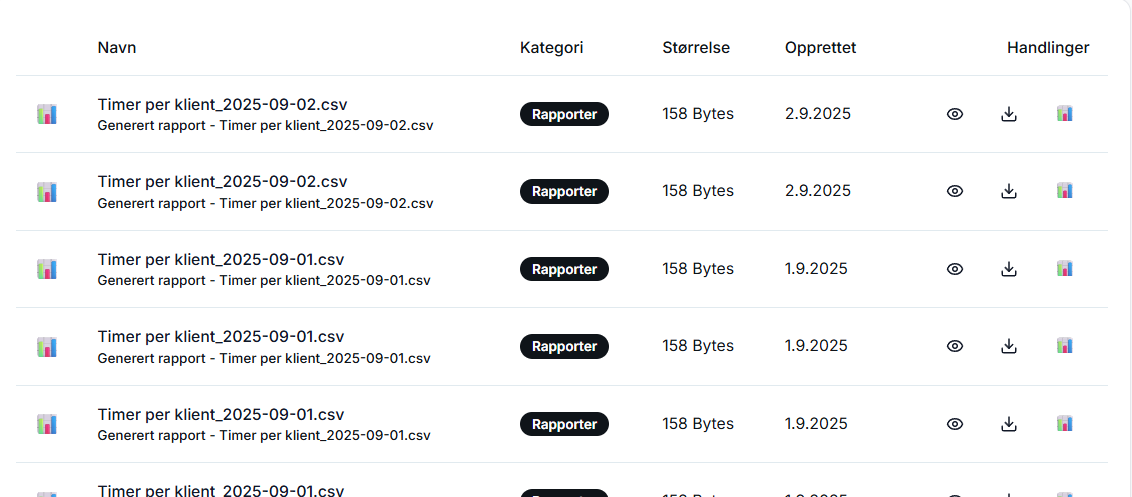 Navn Kategori Størrelse Opprettet Handlinger
Timer per klient_2025-09-02.csv
Generert rapport - Timer per klient_2025-09-02.csv
Rapporter 158 Bytes 2.9.2025
Timer per klient_2025-09-02.csv
Generert rapport - Timer per klient_2025-09-02.csv
Rapporter 158 Bytes 2.9.2025
Timer per klient_2025-09-01.csv
Generert rapport - Timer per klient_2025-09-01.csv
Rapporter 158 Bytes 1.9.2025
Timer per klient_2025-09-01.csv
Generert rapport - Timer per klient_2025-09-01.csv
Rapporter 158 Bytes 1.9.2025
Timer per klient_2025-09-01.csv
Generert rapport - Timer per klient_2025-09-01.csv
Rapporter 158 Bytes 1.9.2025
Timer per klient_2025-09-01.csv